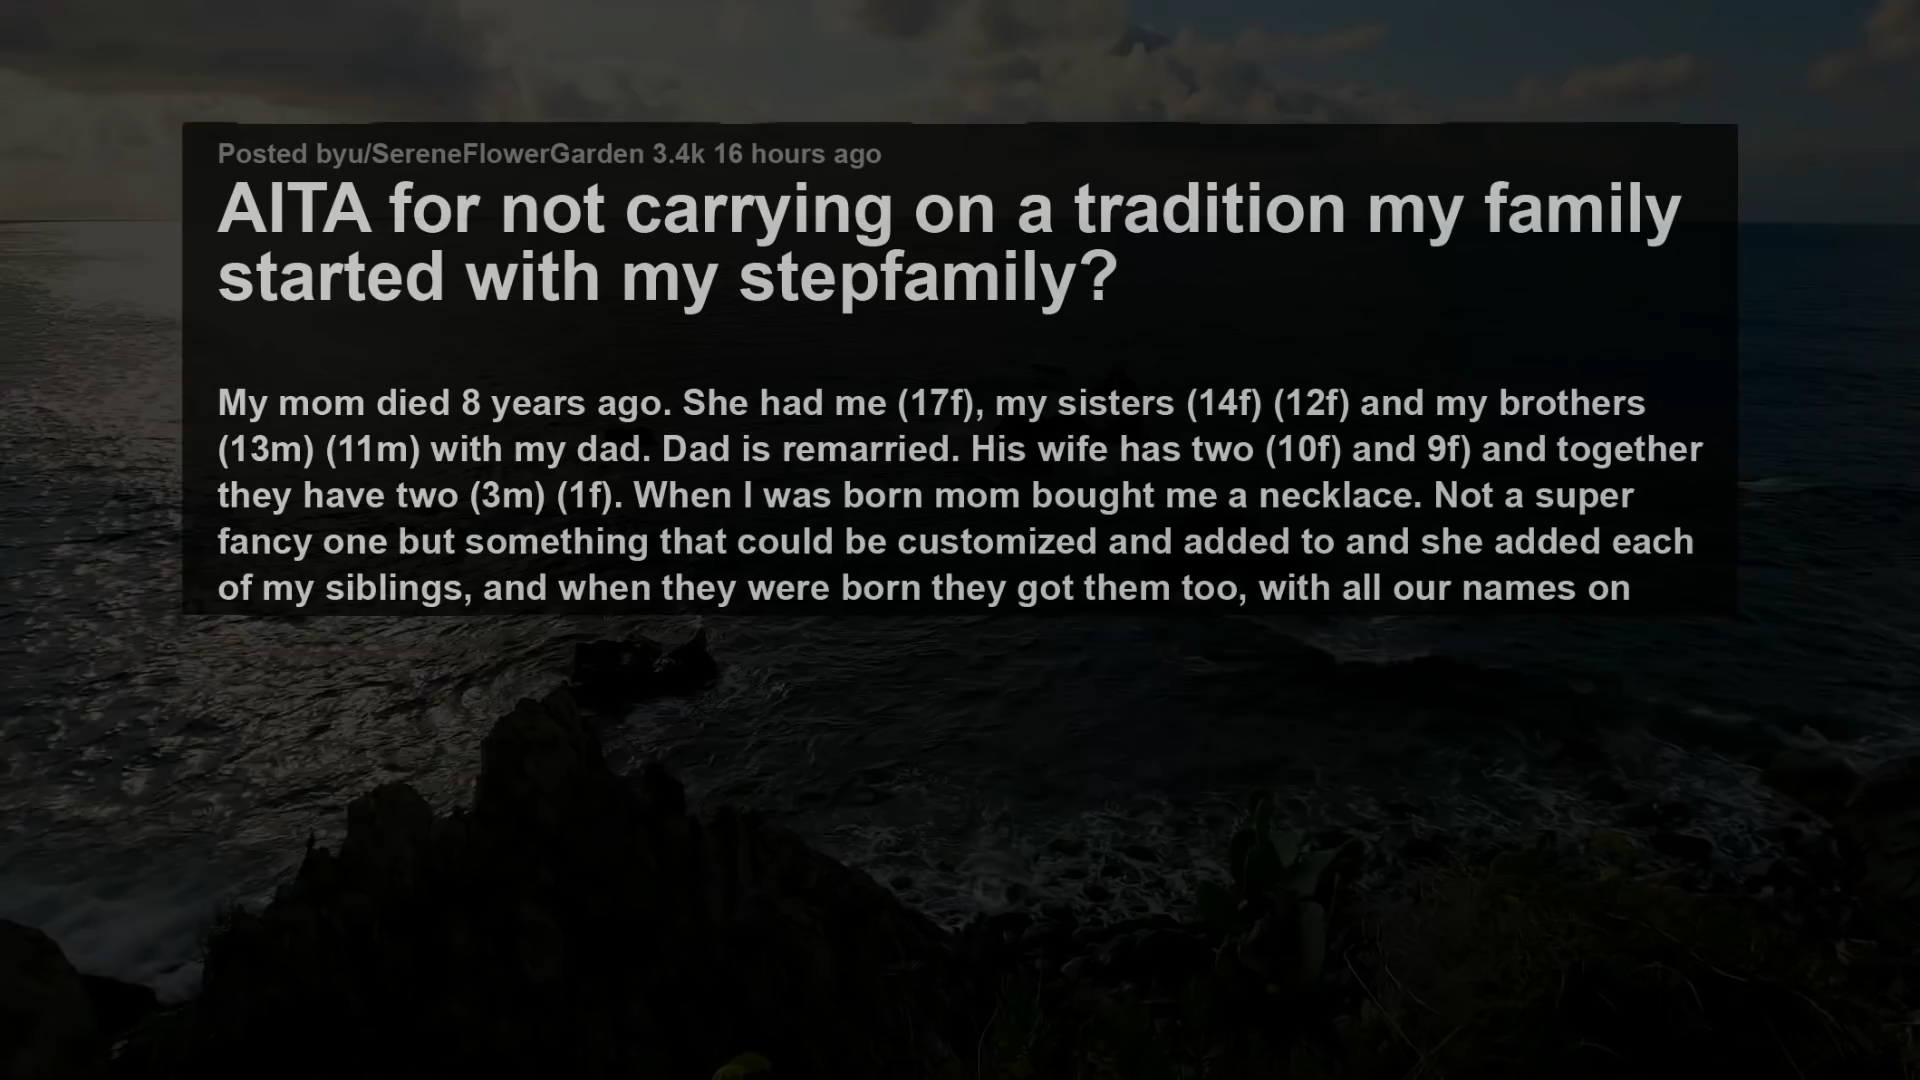 Posted byu/SereneFlowerGarden 3.4k 16 hours ago
AITA for not carrying on a tradition my family
started with my stepfamily?
My mom died 8 years ago. She had me (17f), my sisters (14f) (12f) and my brothers
(13m) (11m) with my dad. Dad is remarried. His wife has two (10f) and 9f) and together
they have two (3m) (1f). When I was born mom bought me a necklace. Not a super
fancy one but something that could be customized and added to and she added each
of my siblings, and when they were born they got them too, with all our names on